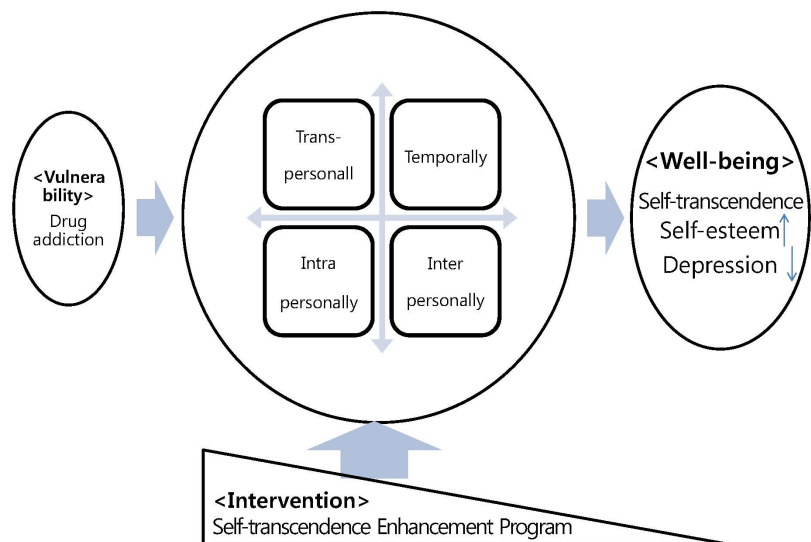 <Vulnera
bility>
Drug
addiction
Trans-
personall
Temporally
Intra
personally
Inter
personally
<Well-being>
Self-transcendence
Self-esteem
Depression
<Intervention>
Self-transcendence Enhancement Program